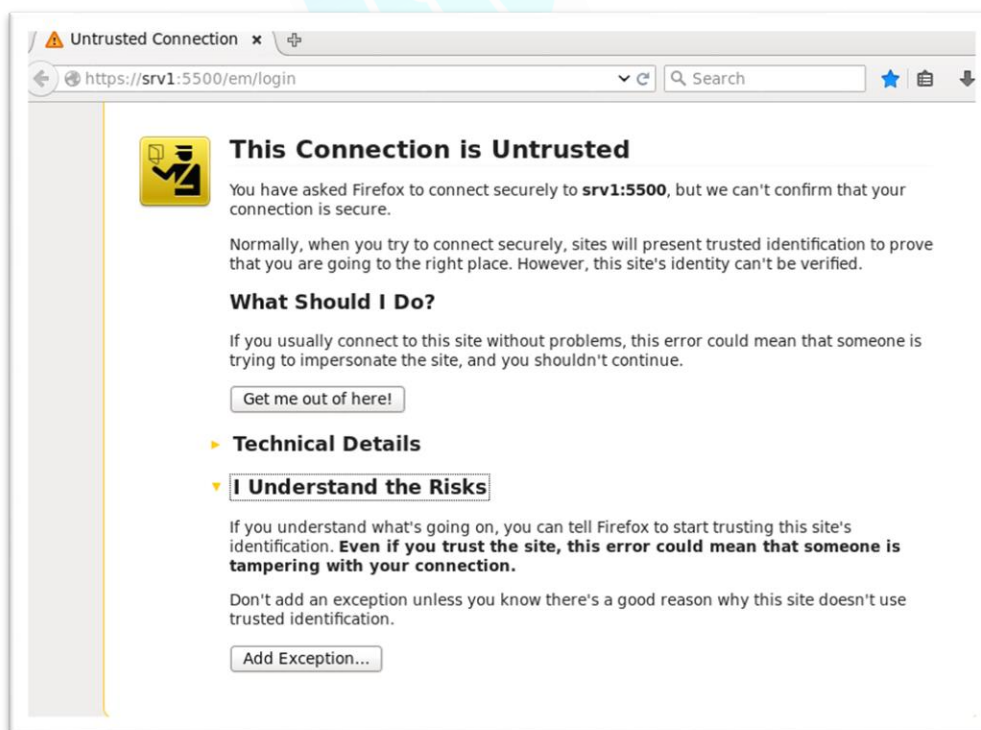 Untrusted Connection
https://srv1:5500/em/login
Search
This Connection is Untrusted
You have asked Firefox to connect securely to srv1:5500, but we can't confirm that your
connection is secure.
Normally, when you try to connect securely, sites will present trusted identification to prove
that you are going to the right place. However, this site's identity can't be verified.
What Should I Do?
If you usually connect to this site without problems, this error could mean that someone is
trying to impersonate the site, and you shouldn't continue.
Get me out of here!
Technical Details
I Understand the Risks
If you understand what's going on, you can tell Firefox to start trusting this site's
identification. Even if you trust the site, this error could mean that someone is
tampering with your connection.
Don't add an exception unless you know there's a good reason why this site doesn't use
trusted identification.
Add Exception...